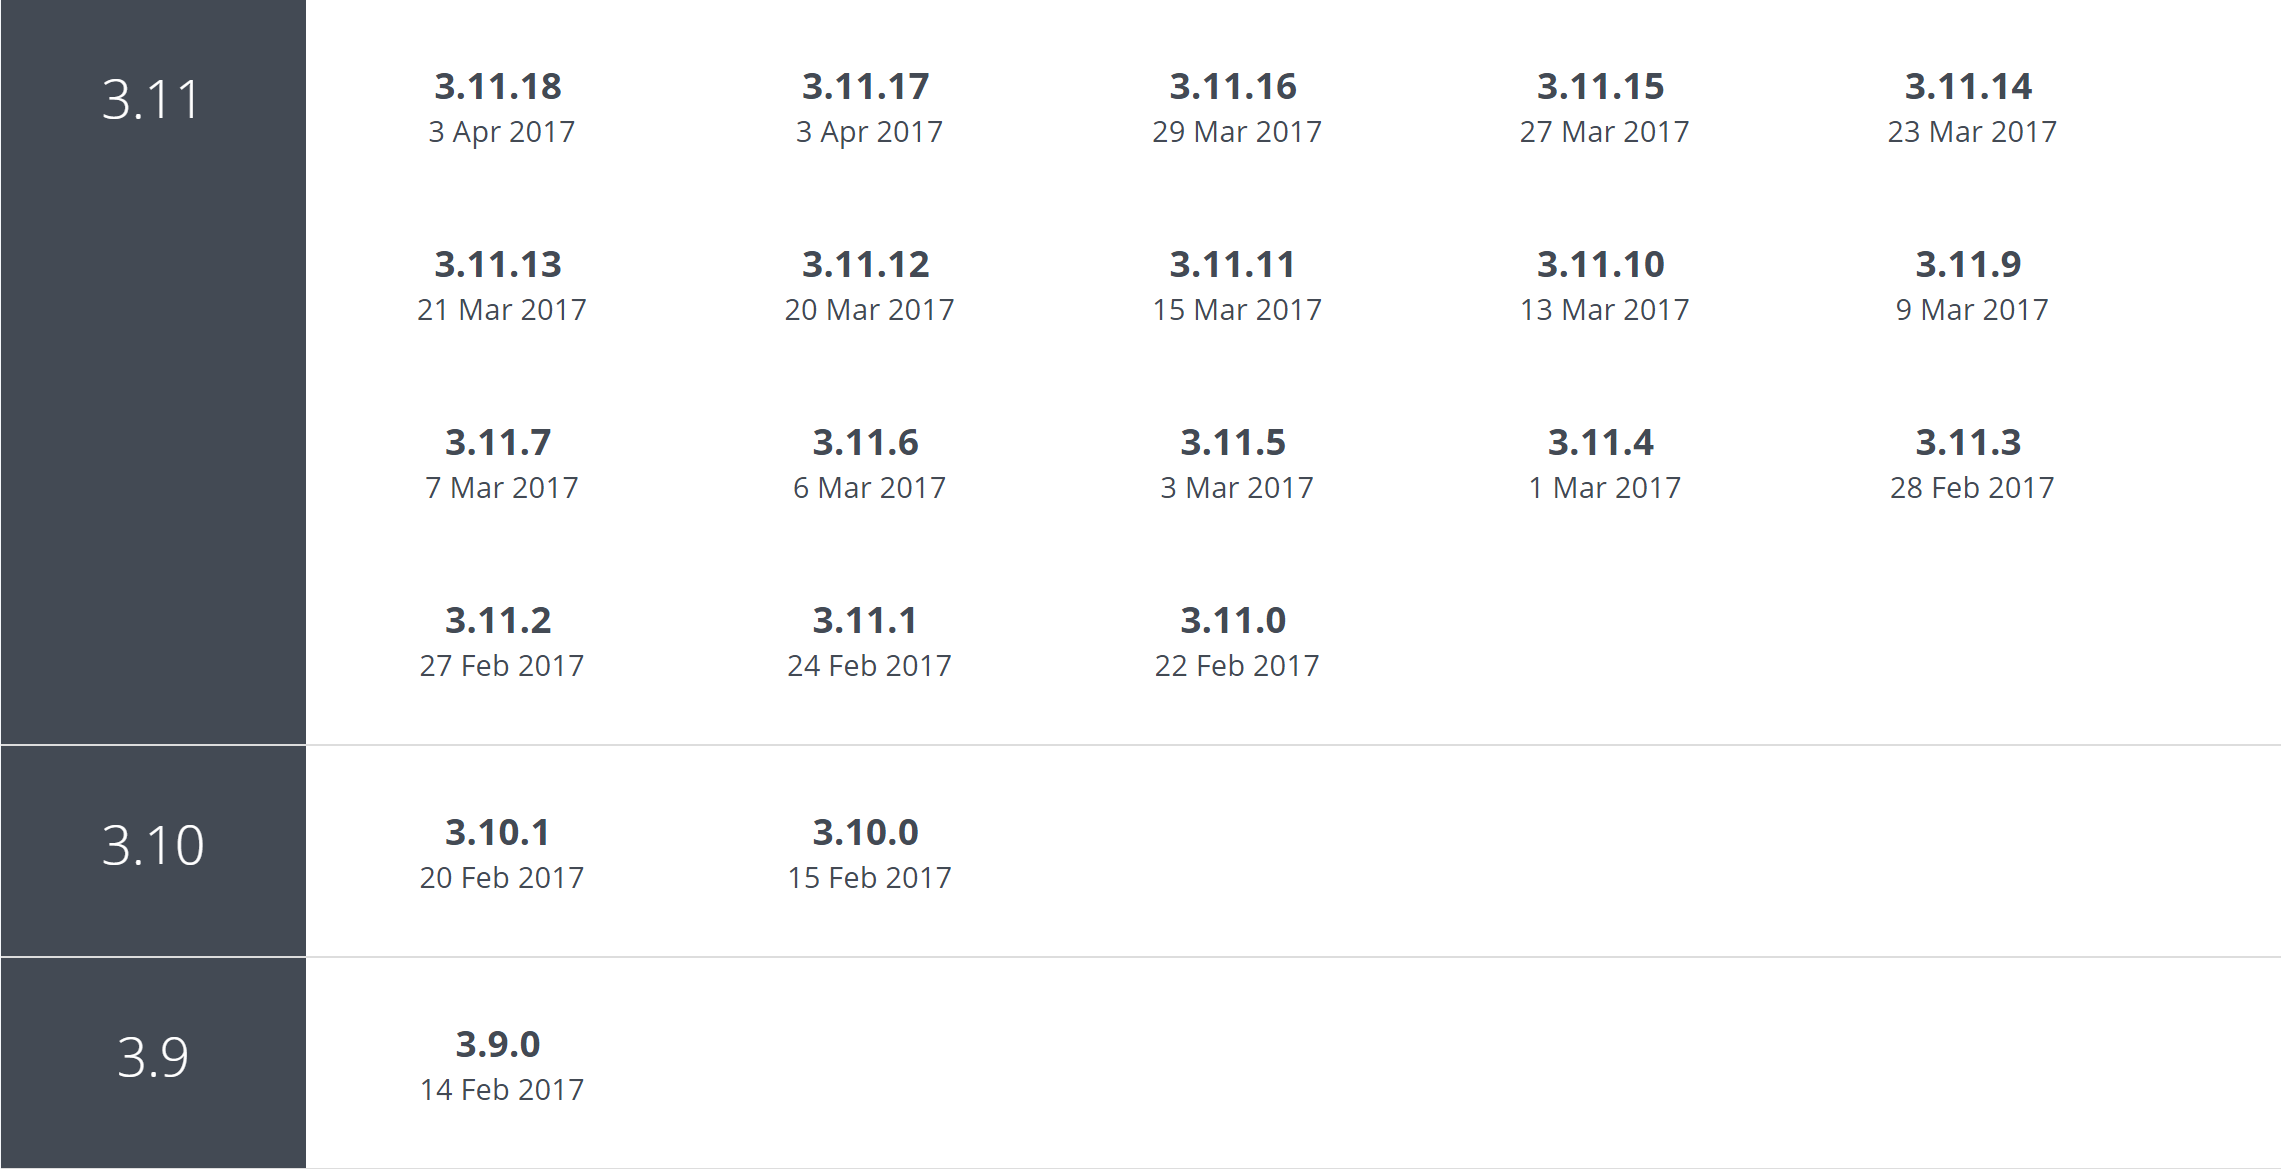 3.11
3.11.18
3 Apr 2017
3.11.17
3 Apr 2017
3.11.16
29 Mar 2017
3.11.15
27 Mar 2017
3.11.14
23 Mar 2017
3.11.13
21 Mar 2017
3.11.12
20 Mar 2017
3.11.11
15 Mar 2017
3.11.10
13 Mar 2017
3.11.9
9 Mar 2017
3.11.7
7 Mar 2017
3.11.6
6 Mar 2017
3.11.5
3 Mar 2017
3.11.4
1 Mar 2017
3.11.3
28 Feb 2017
3.11.2
27 Feb 2017
3.11.1
24 Feb 2017
3.11.0
22 Feb 2017
3.10
3.10.1
20 Feb 2017
3.10.0
15 Feb 2017
3.9
3.9.0
14 Feb 2017